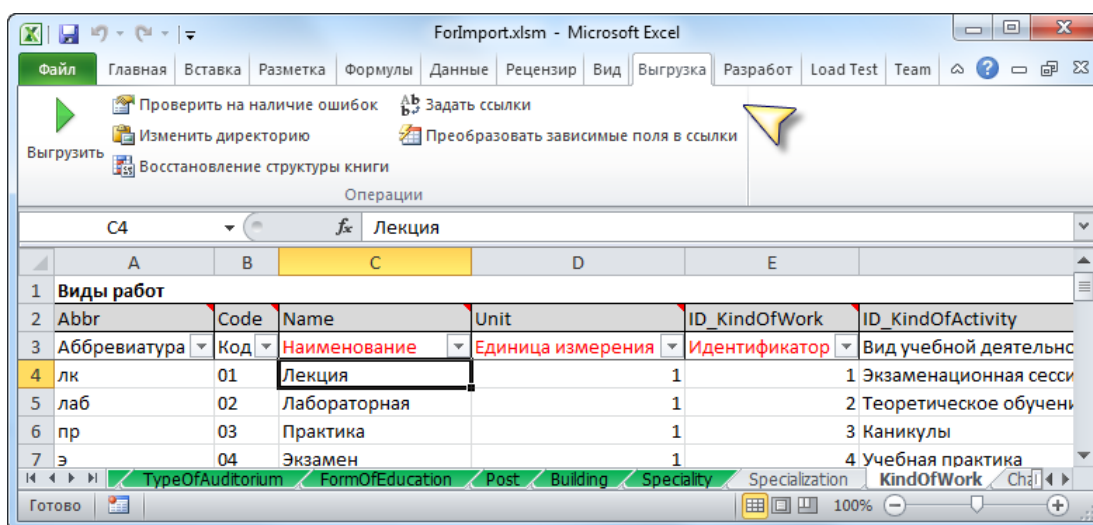 ForImport.xlsm - Microsoft Excel
Файл Главная Вставка Разметка Формулы Данные Рецензир Вид Выгрузка Разработ Load Test Team
Проверить на наличие ошибок Задать ссылки
Изменить директорию Преобразовать зависимые поля в ссылки
Выгрузить
Восстановление структуры книги
Операции
C4 fx Лекция
A B C D E
1 Виды работ
2 Abbr Code Name Unit ID_KindOfWork ID_KindOfActivity
3 Аббревиатура Код Наименование Единица измерения Идентификатор Вид учебной деятельно
4 лк 01 Лекция 1 1 Экзаменационная сесси
5 лаб 02 Лабораторная 1 2 Теоретическое обучени
6 пр 03 Практика 1 3 Каникулы
7 э 04 Экзамен 1 4 Учебная практика
TypeOfAuditorium FormOfEducation Post Building Speciality Specialization KindOfWork
Готово 100%